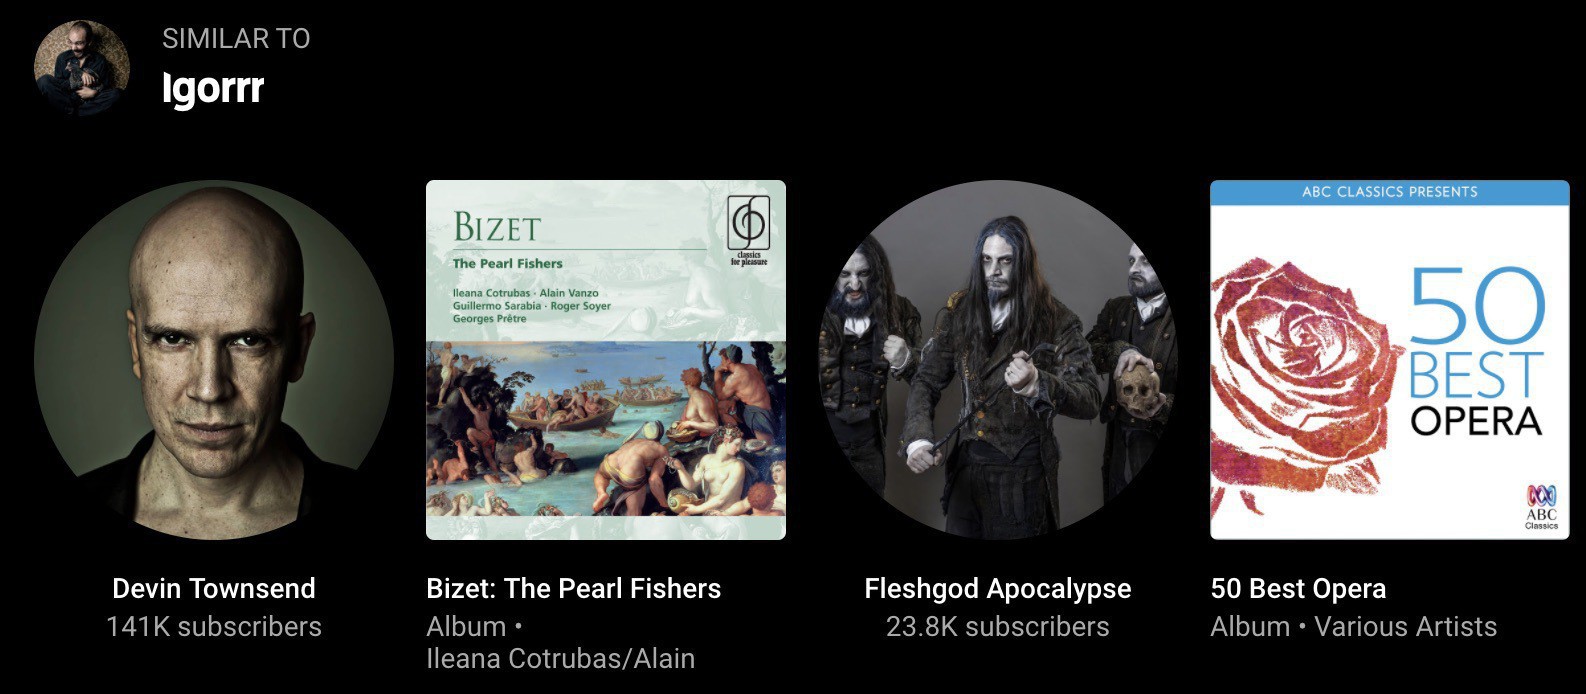 SIMILAR TO
Igorrr
BIZET
The Pearl Fishers
Ileana Cotrubas · Alain Vanzo
Guillermo Sarabia · Roger Soyer
Georges Prêtre
classics
for pleasure
ABC CLASSICS PRESENTS
50
BEST
OPERA
ABC
Classics
Devin Townsend
141K subscribers
Bizet: The Pearl Fishers
Album •
Ileana Cotrubas/Alain
Fleshgod Apocalypse
23.8K subscribers
50 Best Opera
Album • Various Artists